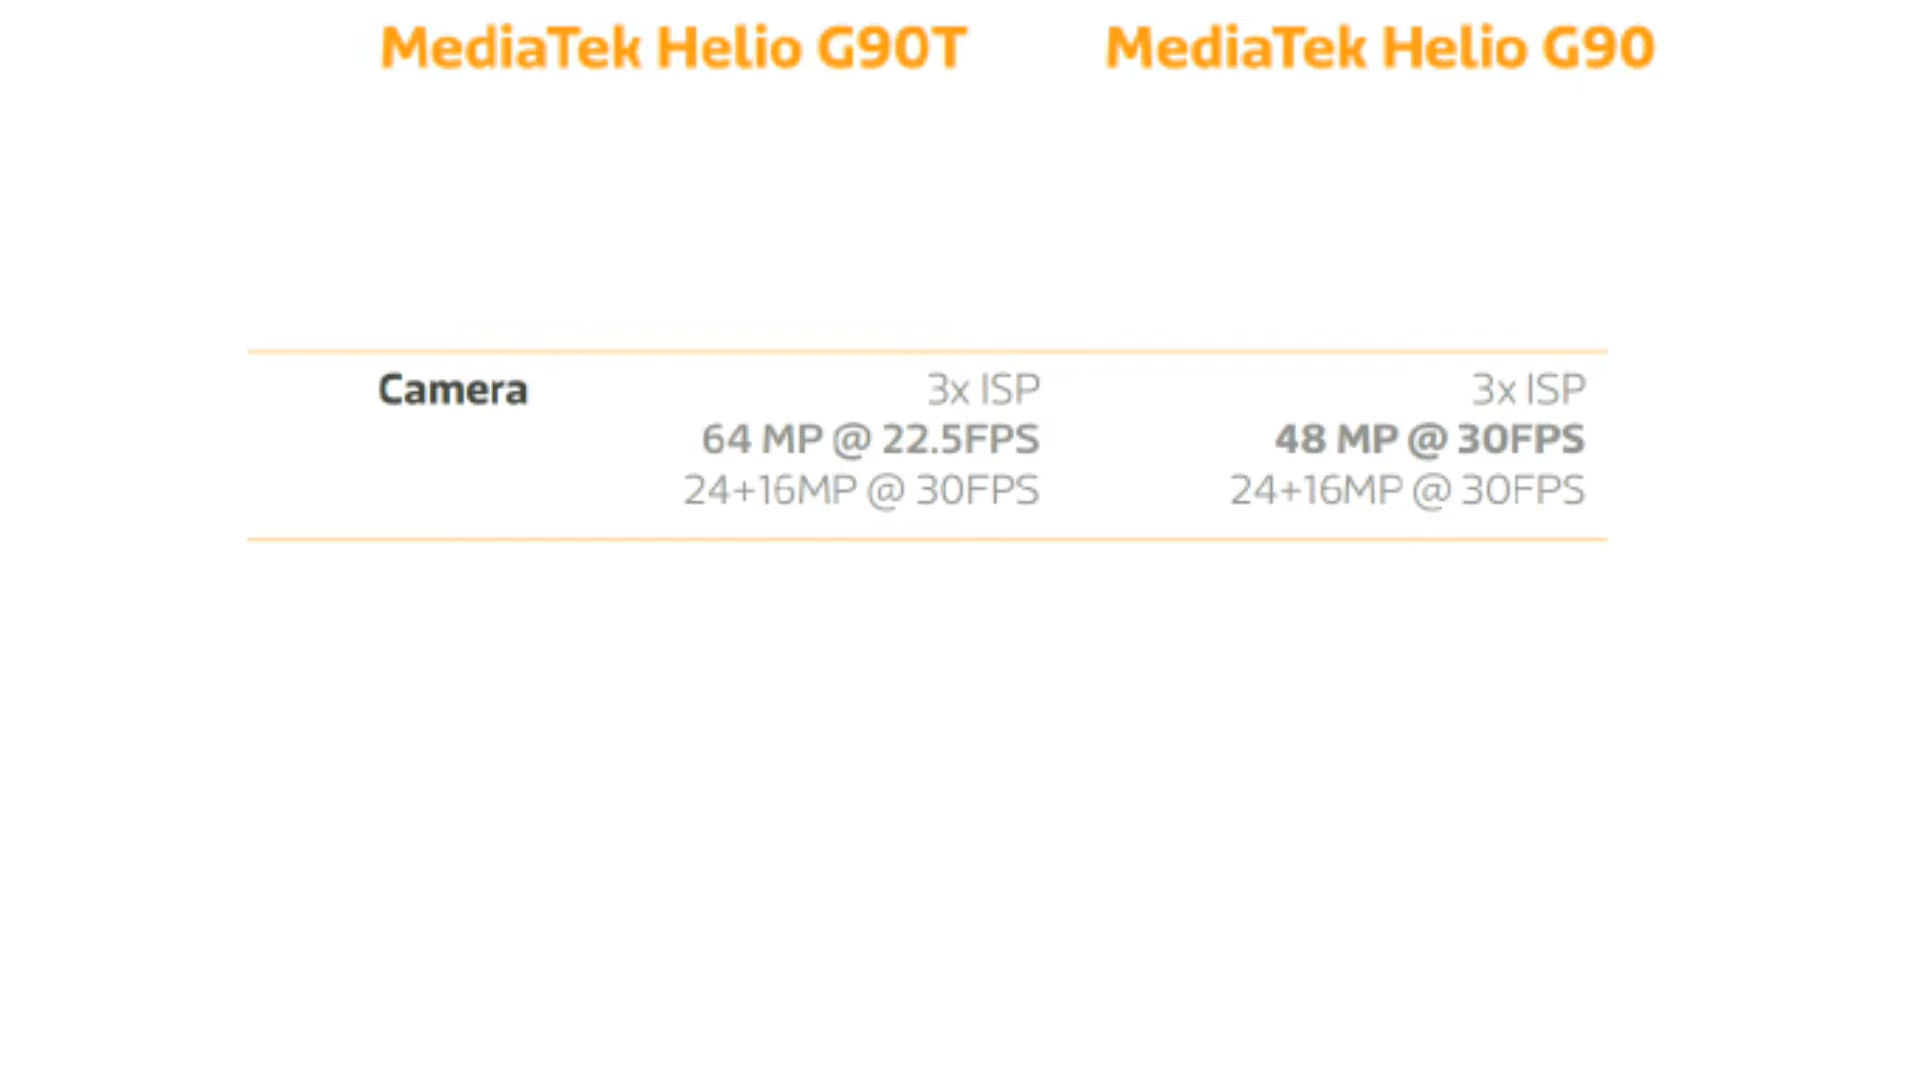 MediaTek Helio G90T MediaTek Helio G90
Camera 3x ISP 3x ISP
64 MP @ 22.5FPS 48 MP @ 30FPS
24+16MP @ 30FPS 24+16MP @ 30FPS